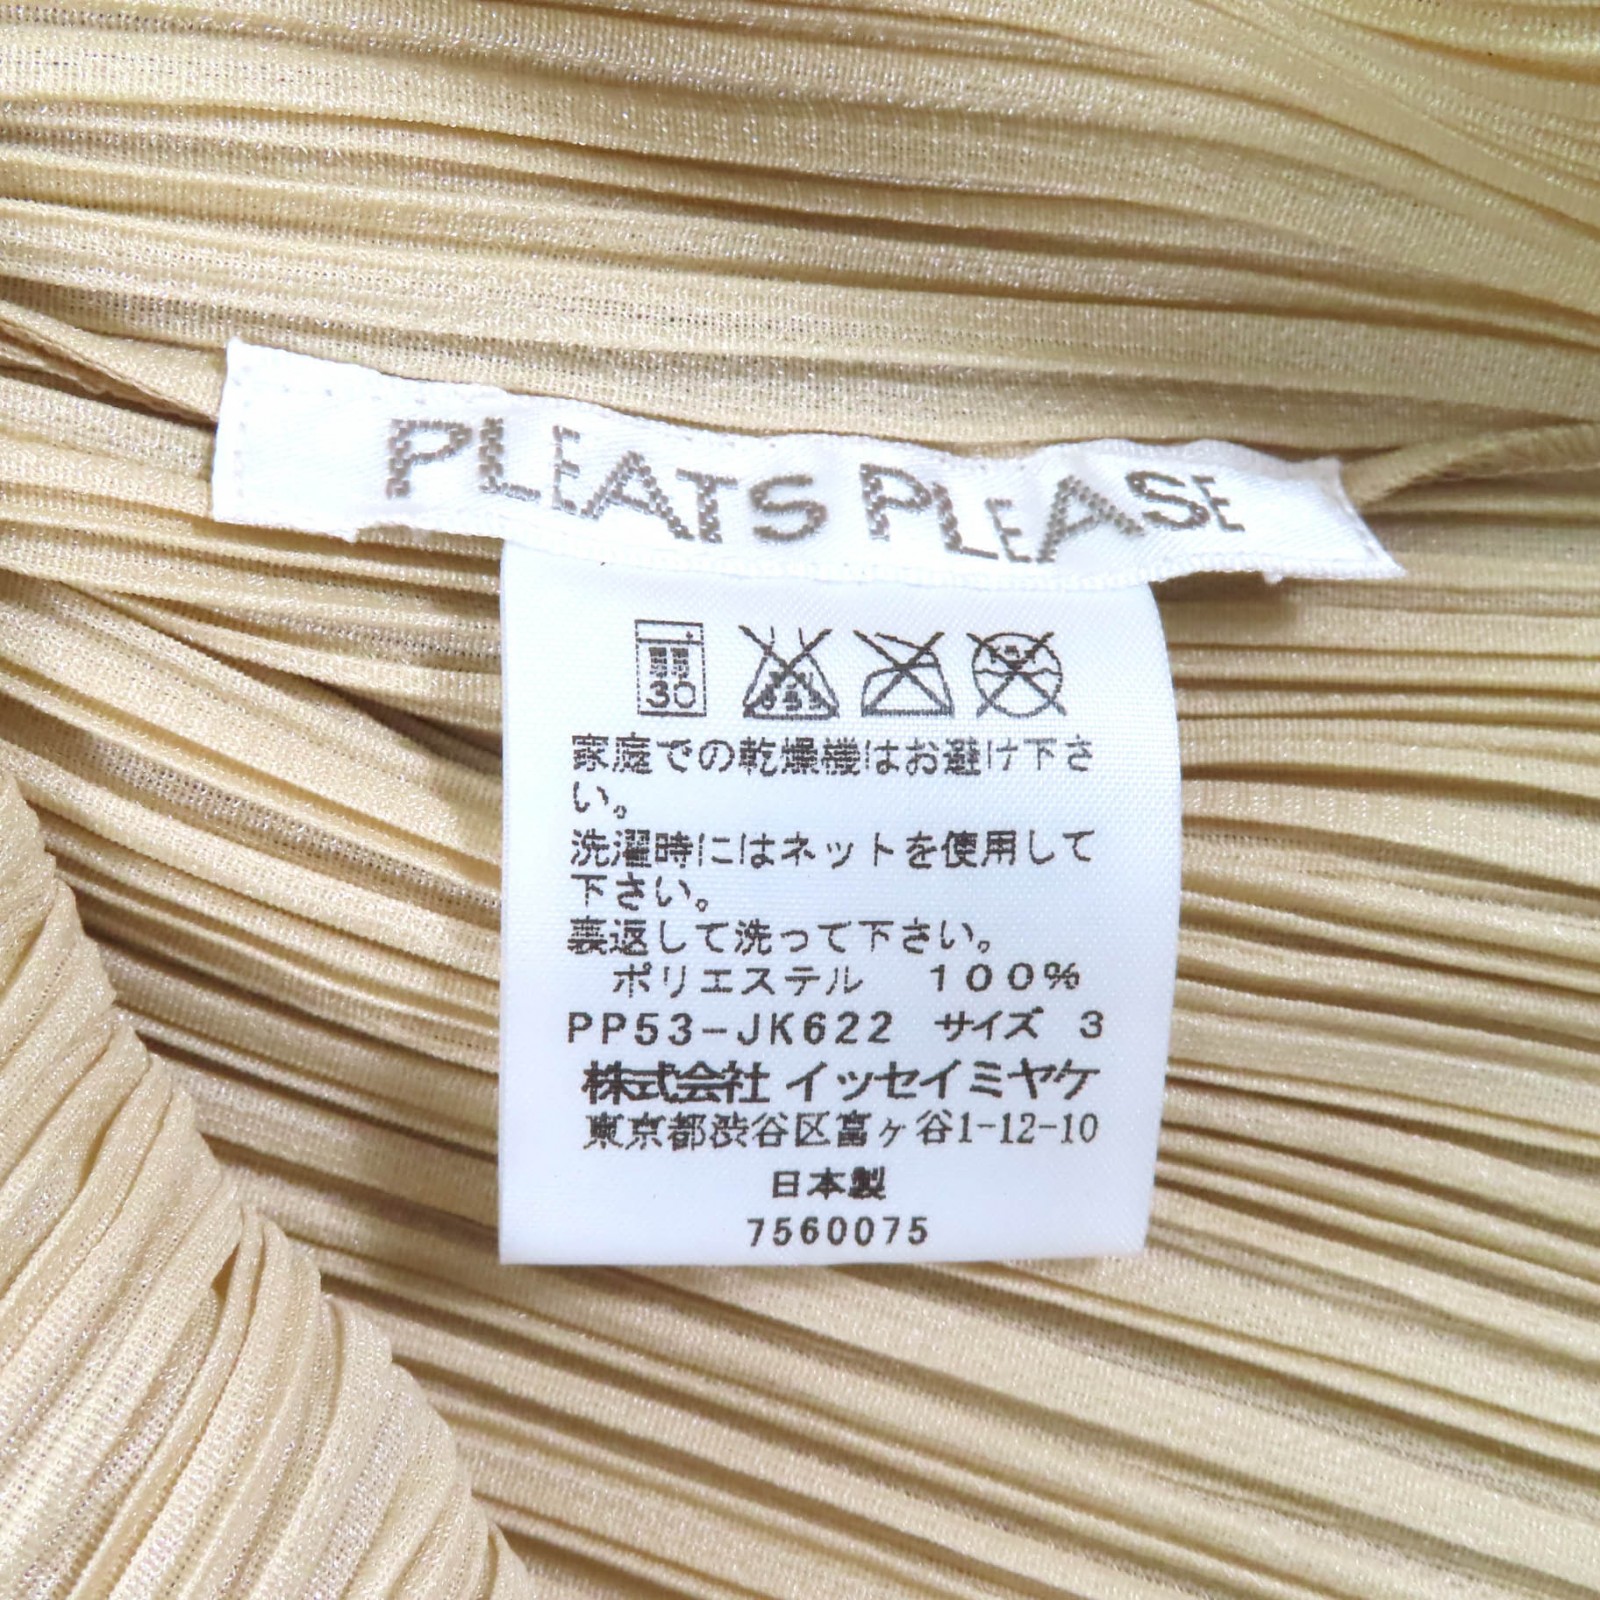 PLEATS PLEASE
30
家庭での乾燥機はお避け下さ
い。
洗濯時にはネットを使用して
下さい。
裏返して洗って下さい。
ポリエステル 100%
PP53-JK622 サイズ 3
株式会社 イッセイミヤケ
東京都渋谷区富ヶ谷1-12-10
日本製
7560075